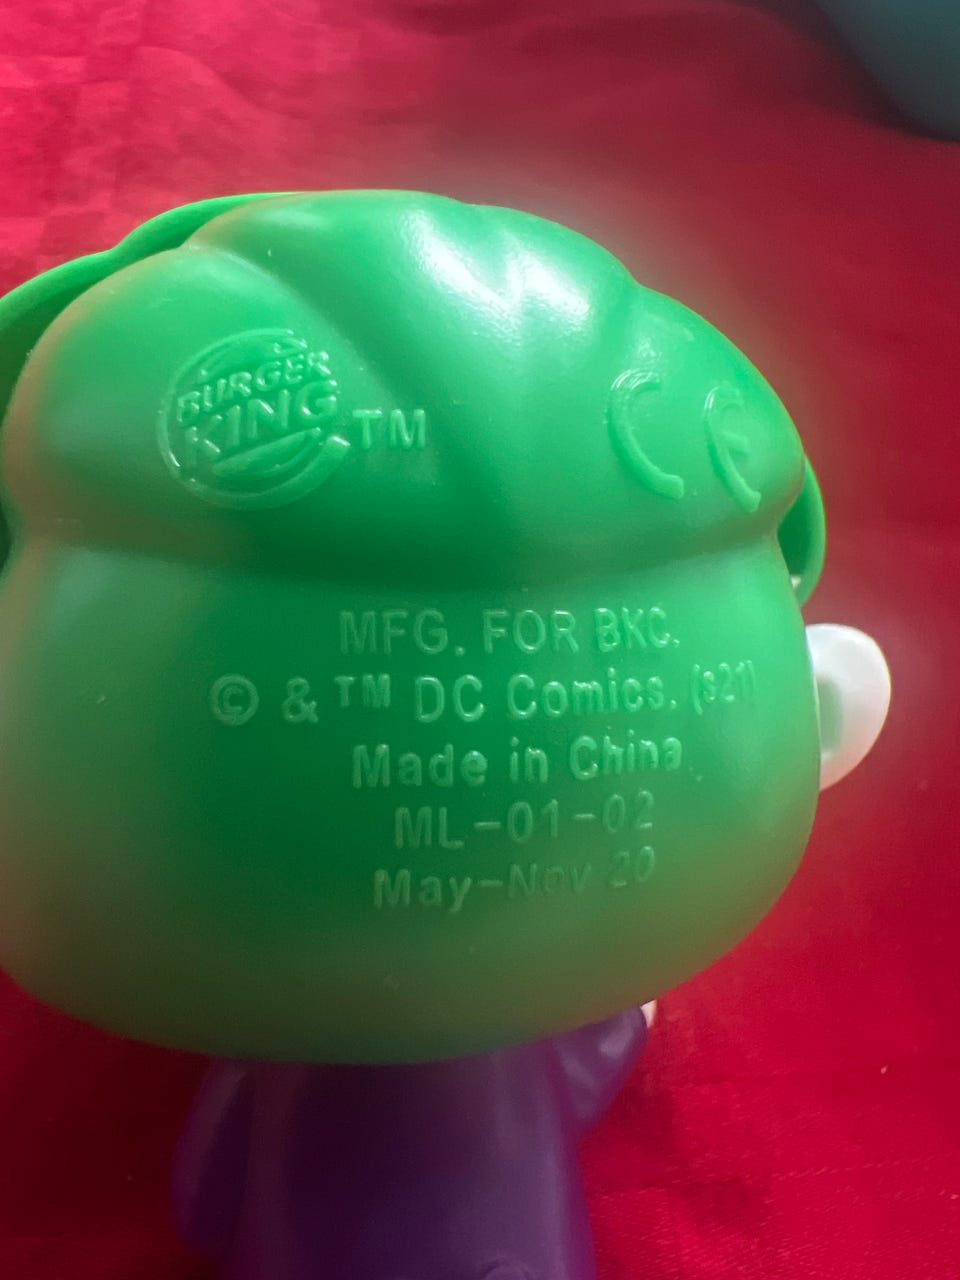 BURGER
KING TM
CE
MFG. FOR BKC.
© & TM DC Comics. (s21)
Made in China
ML-01-02
May-Nov 20